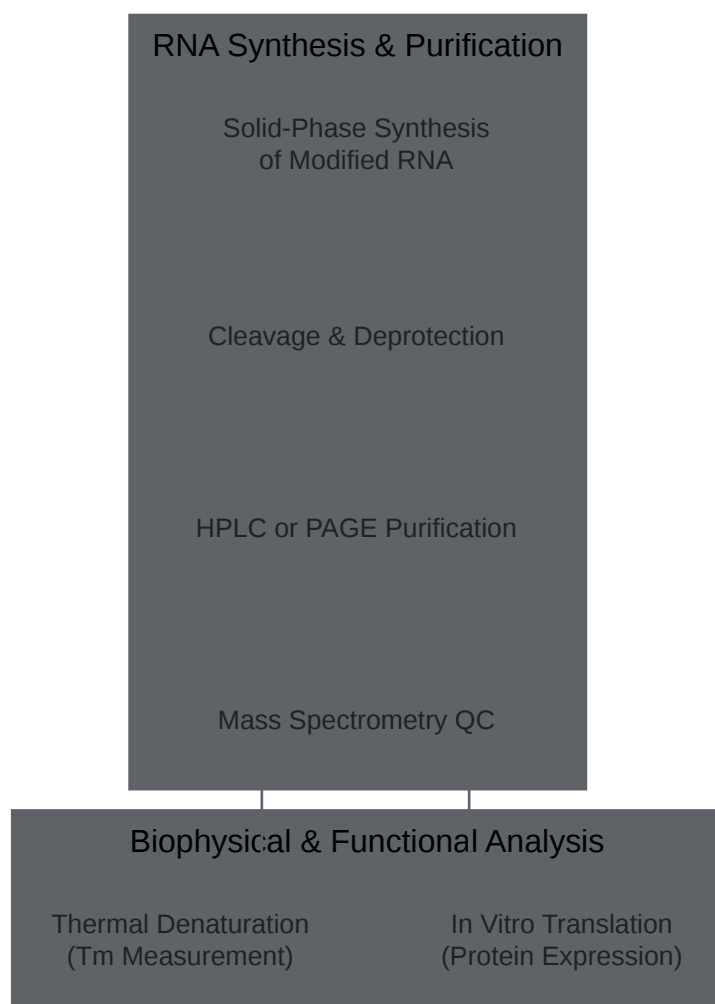 RNA Synthesis & Purification
Solid-Phase Synthesis
of Modified RNA
Cleavage & Deprotection
HPLC or PAGE Purification
Mass Spectrometry QC
Biophysical & Functional Analysis
Thermal Denaturation
(Tm Measurement)
In Vitro Translation
(Protein Expression)